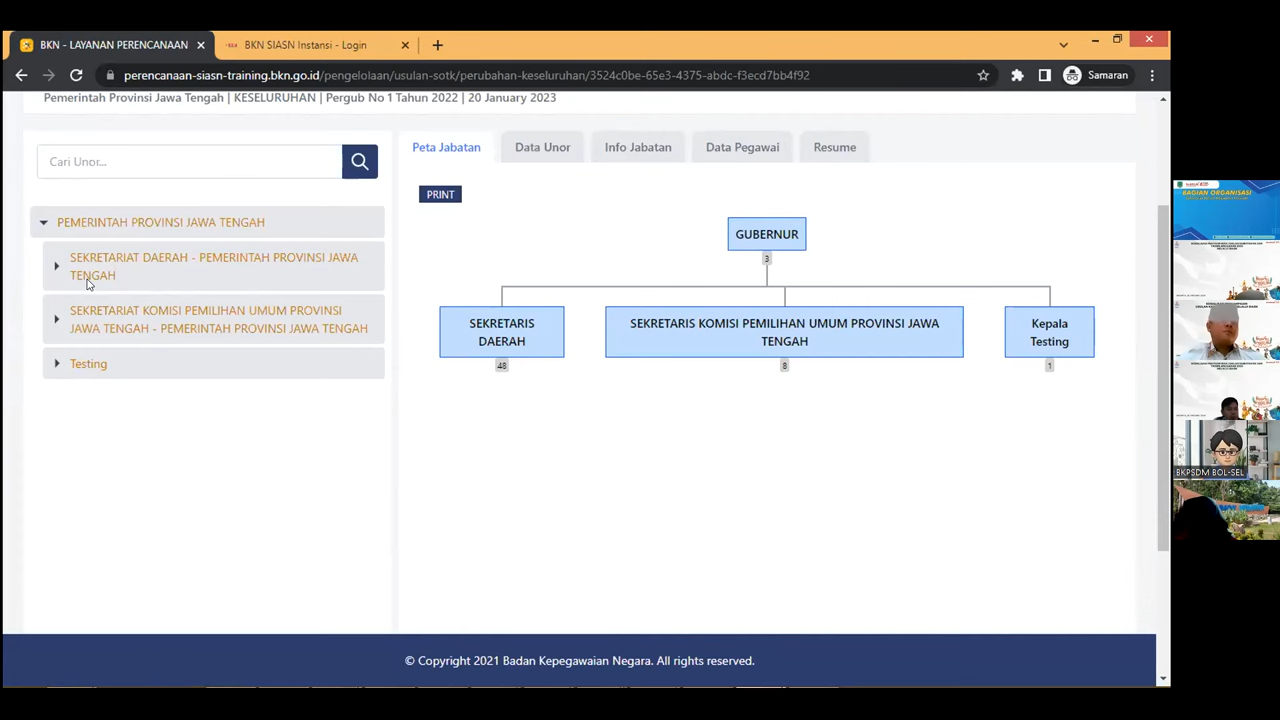 BKN - LAYANAN PERENCANAAN
BKN SIASN Instansi - Login
perencanaan-siasn-training.bkn.go.id/pengelolaan/usulan-sotk/perubahan-keseluruhan/3524c0be-65e3-4375-abdc-f3ecd7bb4f92
Samaran
Pemerintah Provinsi Jawa Tengah | KESELURUHAN | Pergub No 1 Tahun 2022 | 20 January 2023
Cari Unor...
Peta Jabatan
Data Unor
Info Jabatan
Data Pegawai
Resume
PRINT
PEMERINTAH PROVINSI JAWA TENGAH
SEKRETARIAT DAERAH - PEMERINTAH PROVINSI JAWA
TENGAH
SEKRETARIAT KOMISI PEMILIHAN UMUM PROVINSI
JAWA TENGAH - PEMERINTAH PROVINSI JAWA TENGAH
Testing
GUBERNUR
3
SEKRETARIS
DAERAH
48
SEKRETARIS KOMISI PEMILIHAN UMUM PROVINSI JAWA
TENGAH
8
Kepala
Testing
1
© Copyright 2021 Badan Kepegawaian Negara. All rights reserved.
BAGIAN ORGANISASI
BKPSDM BOL-SEL